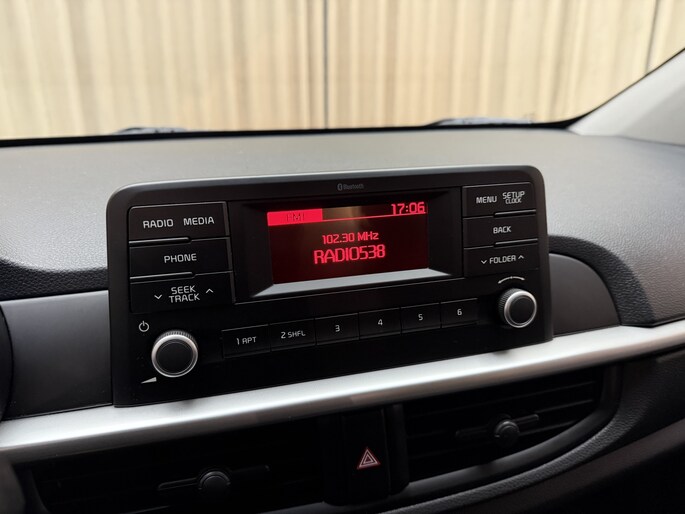 Bluetooth
FM1 17:06
102.30 MHz
RADIO538
RADIO MEDIA
PHONE
SEEK
TRACK
MENU SETUP
CLOCK
BACK
FOLDER
1 RPT 2 SHFL 3 4 5 6